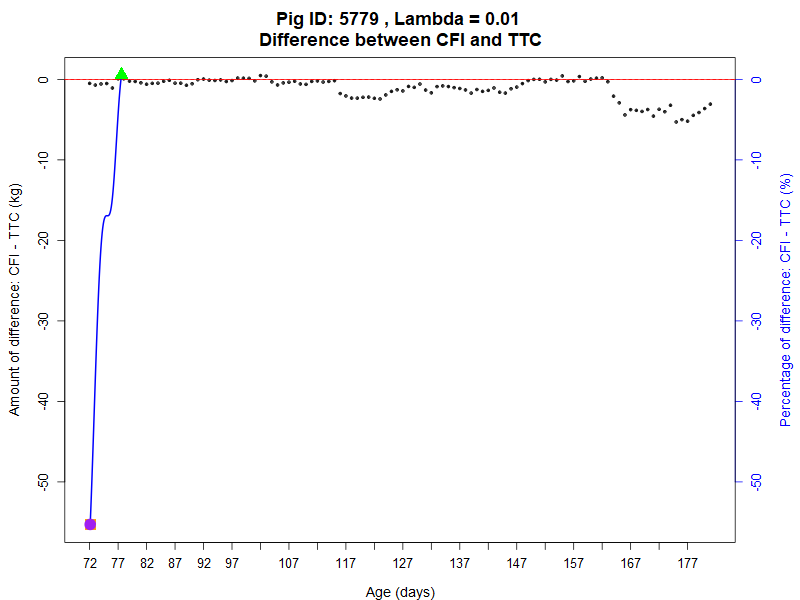 Pig ID: 5779 , Lambda = 0.01
Difference between CFI and TTC
Amount of difference: CFI - TTC (kg)
0
-10
-20
-30
-40
-50
0
-10
-20
-30
-40
-50
Percentage of difference: CFI - TTC (%)
72 77 82 87 92 97 107 117 127 137 147 157 167 177
Age (days)